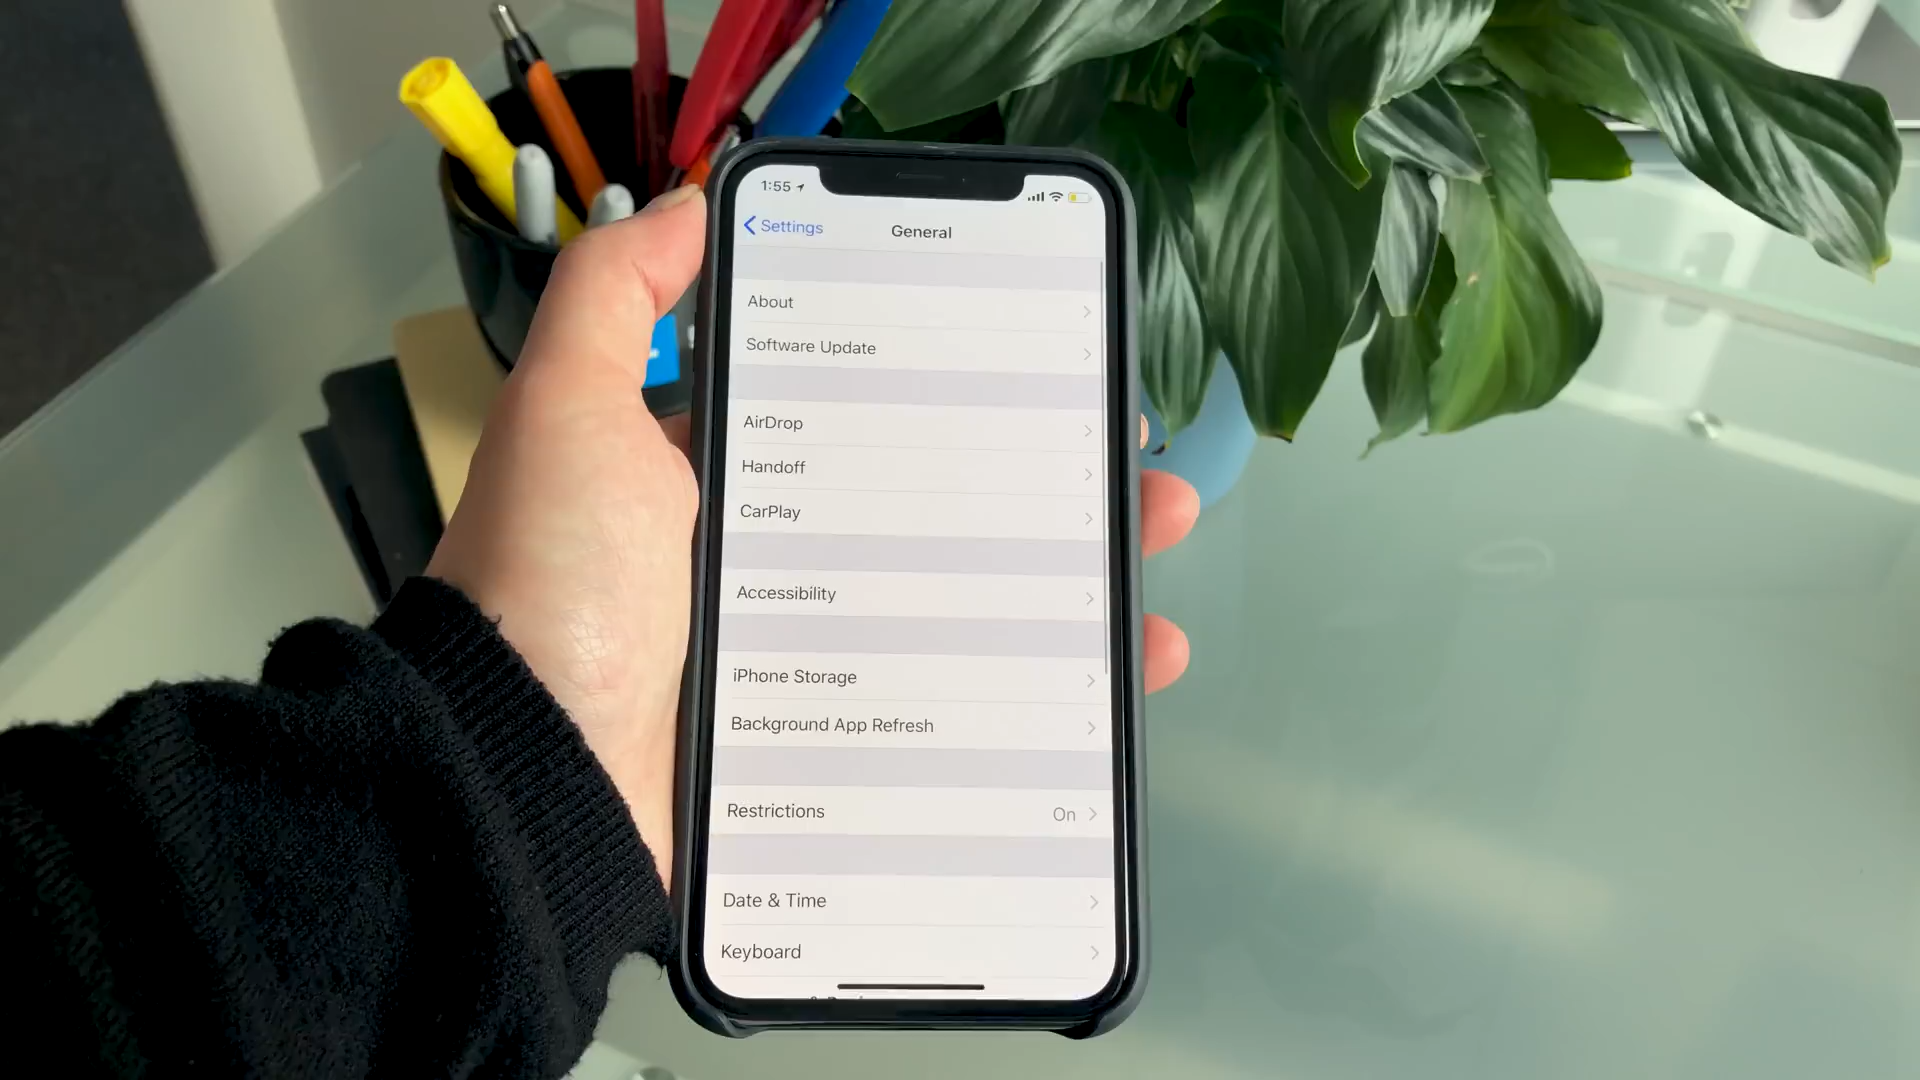 1:55
Settings
General
About
Software Update
AirDrop
Handoff
CarPlay
Accessibility
iPhone Storage
Background App Refresh
Restrictions On
Date & Time
Keyboard